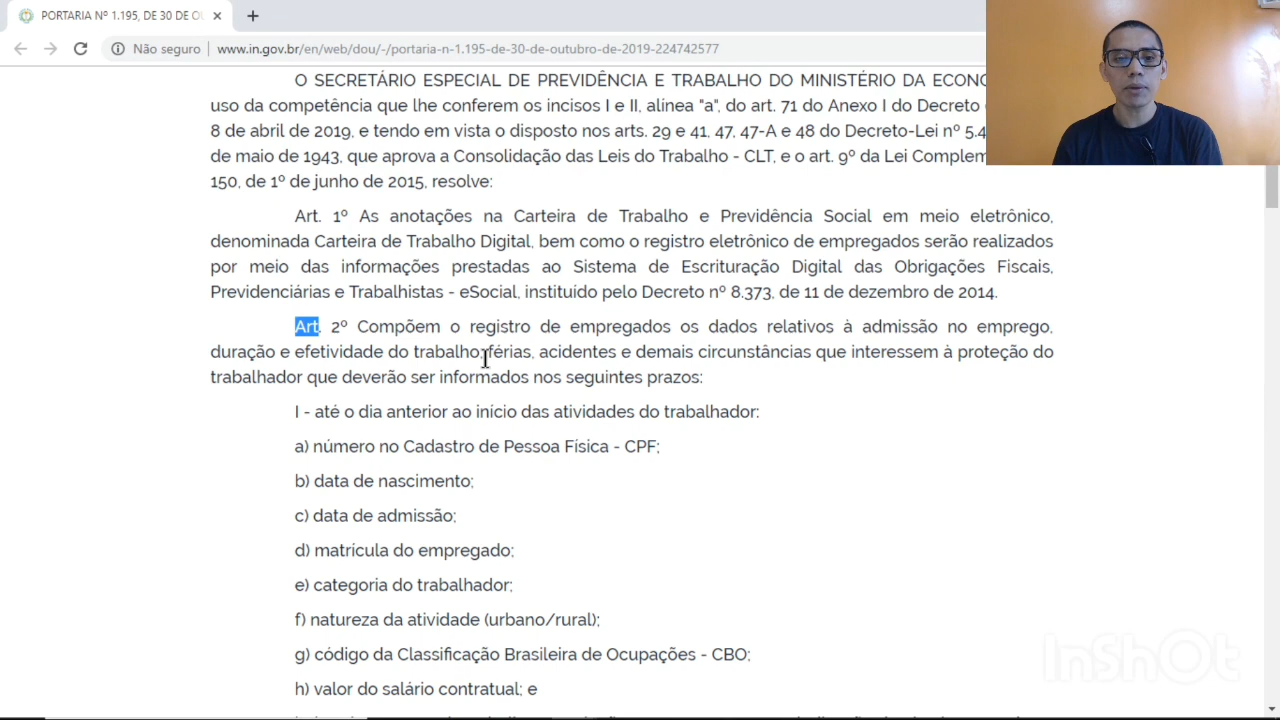 PORTARIA Nº 1.195, DE 30 DE OU
Não seguro | www.in.gov.br/en/web/dou/-/portaria-n-1.195-de-30-de-outubro-de-2019-224742577
O SECRETÁRIO ESPECIAL DE PREVIDÊNCIA E TRABALHO DO MINISTÉRIO DA ECONO
uso da competência que lhe conferem os incisos I e II, alínea "a", do art. 71 do Anexo I do Decreto
8 de abril de 2019, e tendo em vista o disposto nos arts. 29 e 41, 47, 47-A e 48 do Decreto-Lei nº 5.4
de maio de 1943, que aprova a Consolidação das Leis do Trabalho - CLT, e o art. 9º da Lei Complem
150, de 1º de junho de 2015, resolve:
Art. 1º As anotações na Carteira de Trabalho e Previdência Social em meio eletrônico,
denominada Carteira de Trabalho Digital, bem como o registro eletrônico de empregados serão realizados
por meio das informações prestadas ao Sistema de Escrituração Digital das Obrigações Fiscais,
Previdenciárias e Trabalhistas - eSocial, instituído pelo Decreto nº 8.373, de 11 de dezembro de 2014.
Art. 2º Compõem o registro de empregados os dados relativos à admissão no emprego,
duração e efetividade do trabalho, férias, acidentes e demais circunstâncias que interessem à proteção do
trabalhador que deverão ser informados nos seguintes prazos:
I - até o dia anterior ao início das atividades do trabalhador:
a) número no Cadastro de Pessoa Física - CPF;
b) data de nascimento;
c) data de admissão;
d) matrícula do empregado;
e) categoria do trabalhador;
f) natureza da atividade (urbano/rural);
g) código da Classificação Brasileira de Ocupações - CBO;
h) valor do salário contratual; e
InShOt